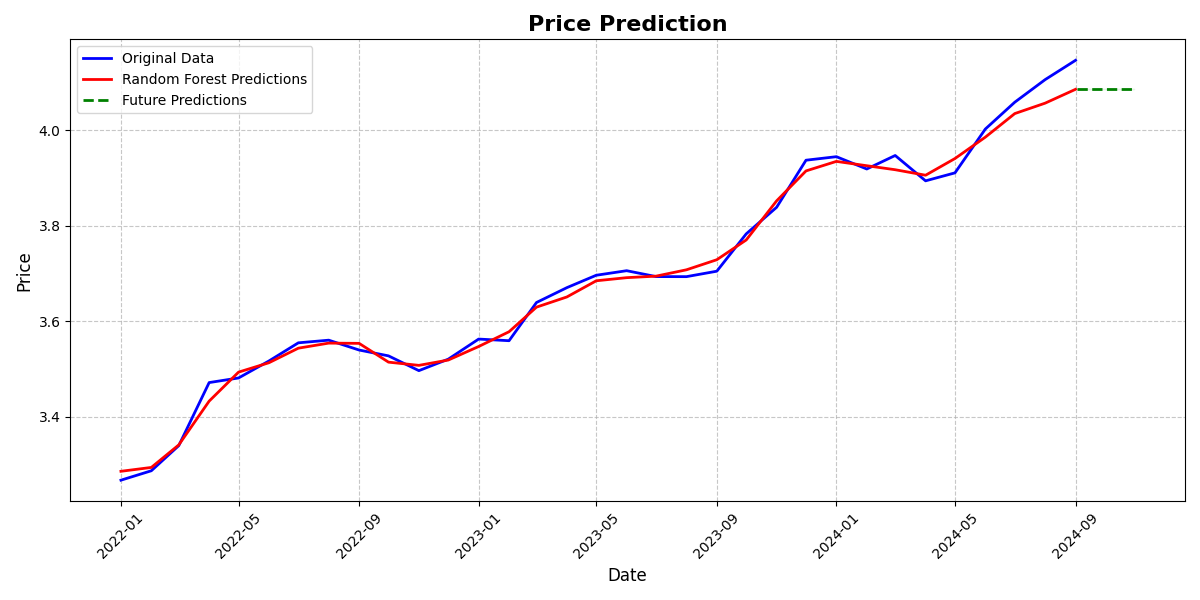 Price Prediction
Original Data
Random Forest Predictions
Future Predictions
Price
4.0
3.8
3.6
3.4
2022-01
2022-05
2022-09
2023-01
2023-05
2023-09
2024-01
2024-05
2024-09
Date